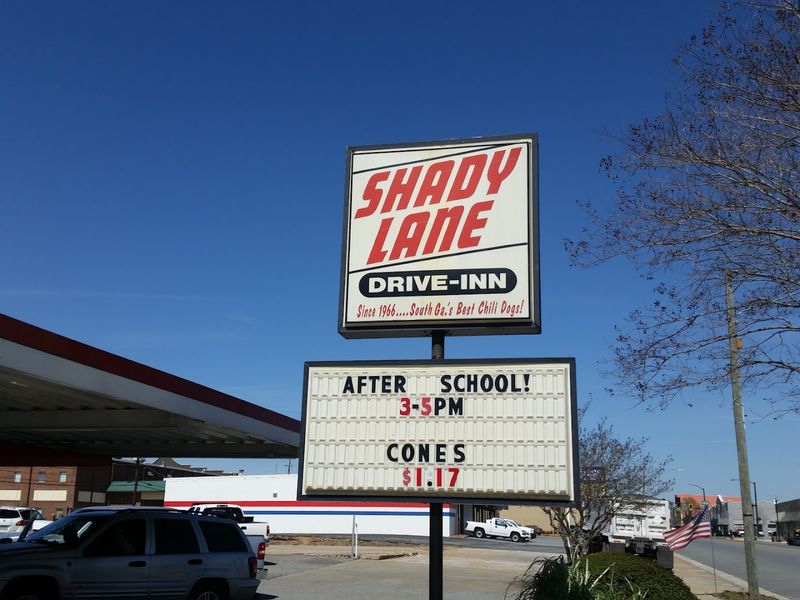 SHADY
LANE
DRIVE-INN
Since 1966....South Ga.'s Best Chili Dogs!
AFTER SCHOOL!
3-5PM
CONES
$1.17